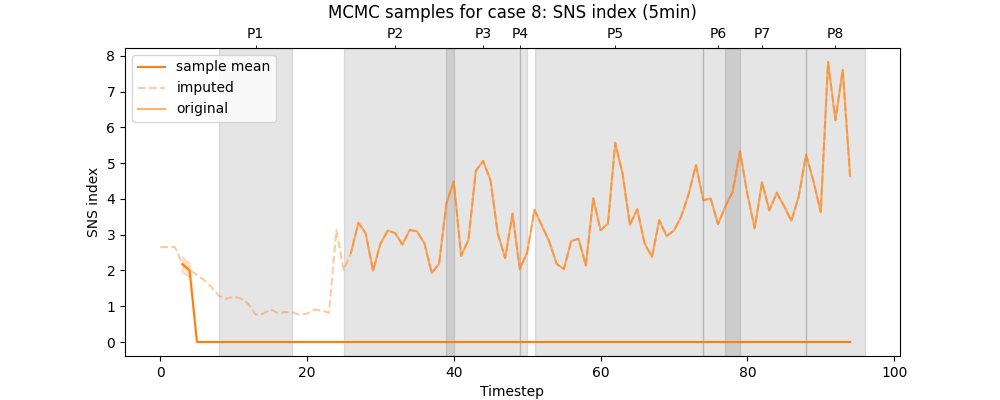 MCMC samples for case 8: SNS index (5min)
P1 P2 P3 P4 P5 P6 P7 P8
sample mean
imputed
original
SNS index
8
7
6
5
4
3
2
1
0
0 20 40 60 80 100
Timestep